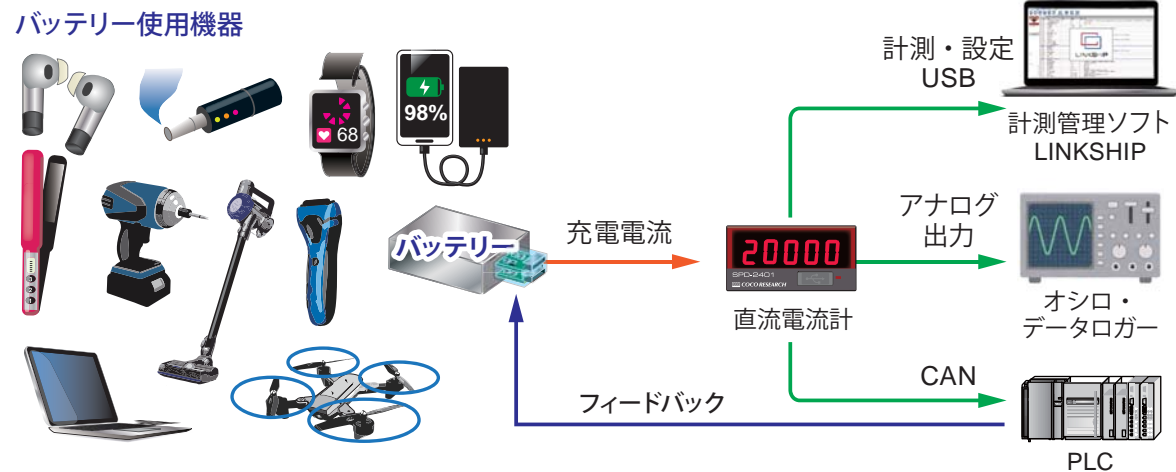 バッテリー使用機器
98%
68
バッテリー
充電電流
20000
SPD-2401
COCO RESEARCH
直流電流計
計測・設定
USB
LINKSHIP
計測管理ソフト
LINKSHIP
アナログ
出力
オシロ・
データロガー
CAN
フィードバック
PLC